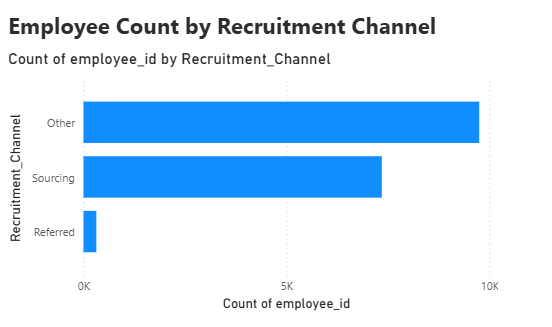 Employee Count by Recruitment Channel
Count of employee_id by Recruitment_Channel
Recruitment_Channel
Other
Sourcing
Referred
0K
5K
10K
Count of employee_id